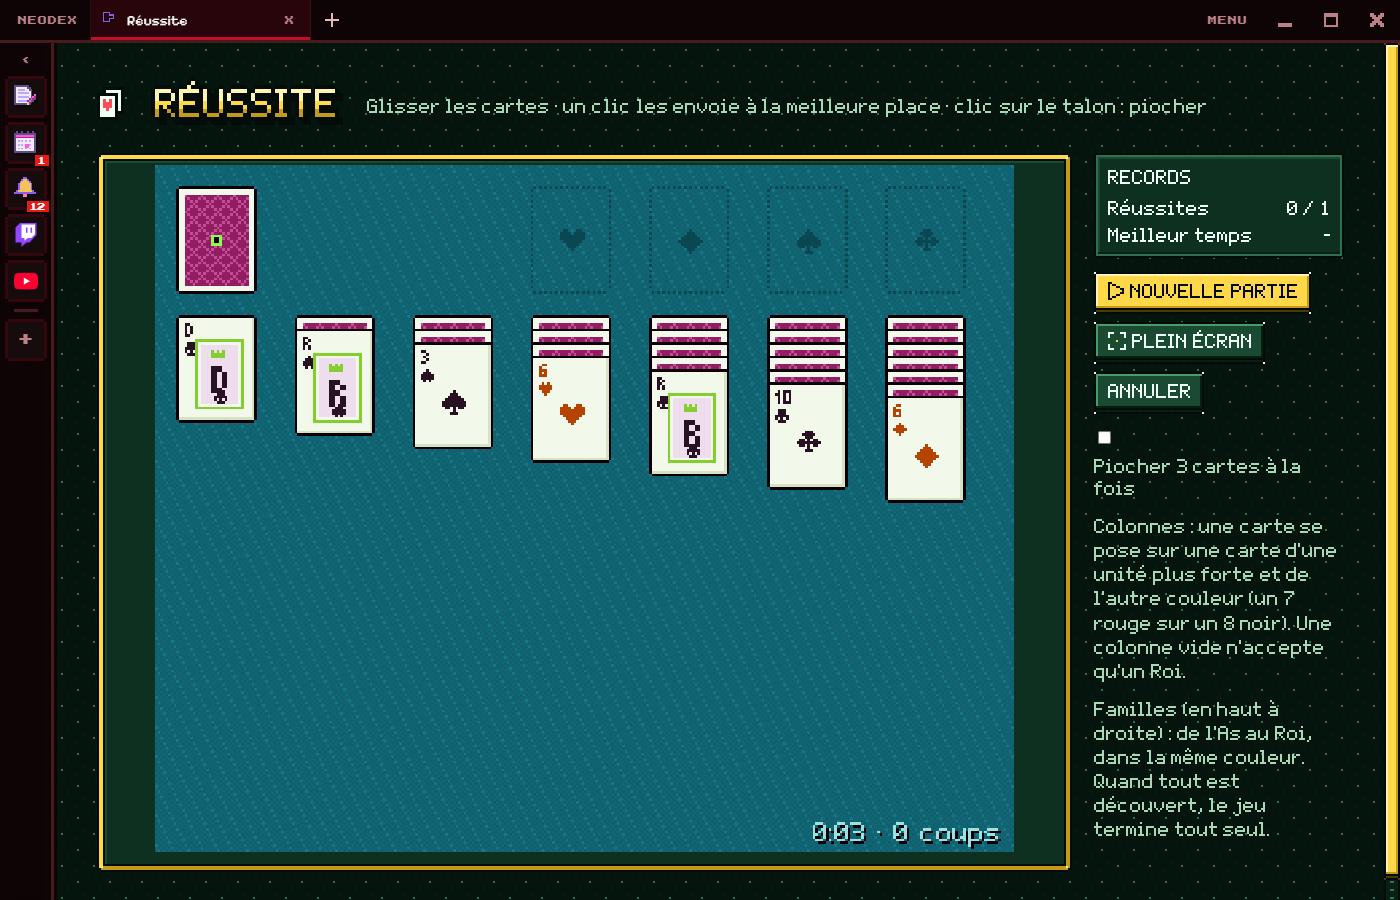 NEODEX
Réussite
MENU
1
12
RÉUSSITE
Glisser les cartes · un clic les envoie à la meilleure place · clic sur le talon : piocher
D
R
3
6
R
10
6
D
R
R
0:03 · 0 coups
RECORDS
Réussites 0 / 1
Meilleur temps -
NOUVELLE PARTIE
PLEIN ÉCRAN
ANNULER
Piocher 3 cartes à la
fois
Colonnes : une carte se
pose sur une carte d'une
unité plus forte et de
l'autre couleur (un 7
rouge sur un 8 noir). Une
colonne vide n'accepte
qu'un Roi.
Familles (en haut à
droite) : de l'As au Roi,
dans la même couleur.
Quand tout est
découvert, le jeu
termine tout seul.